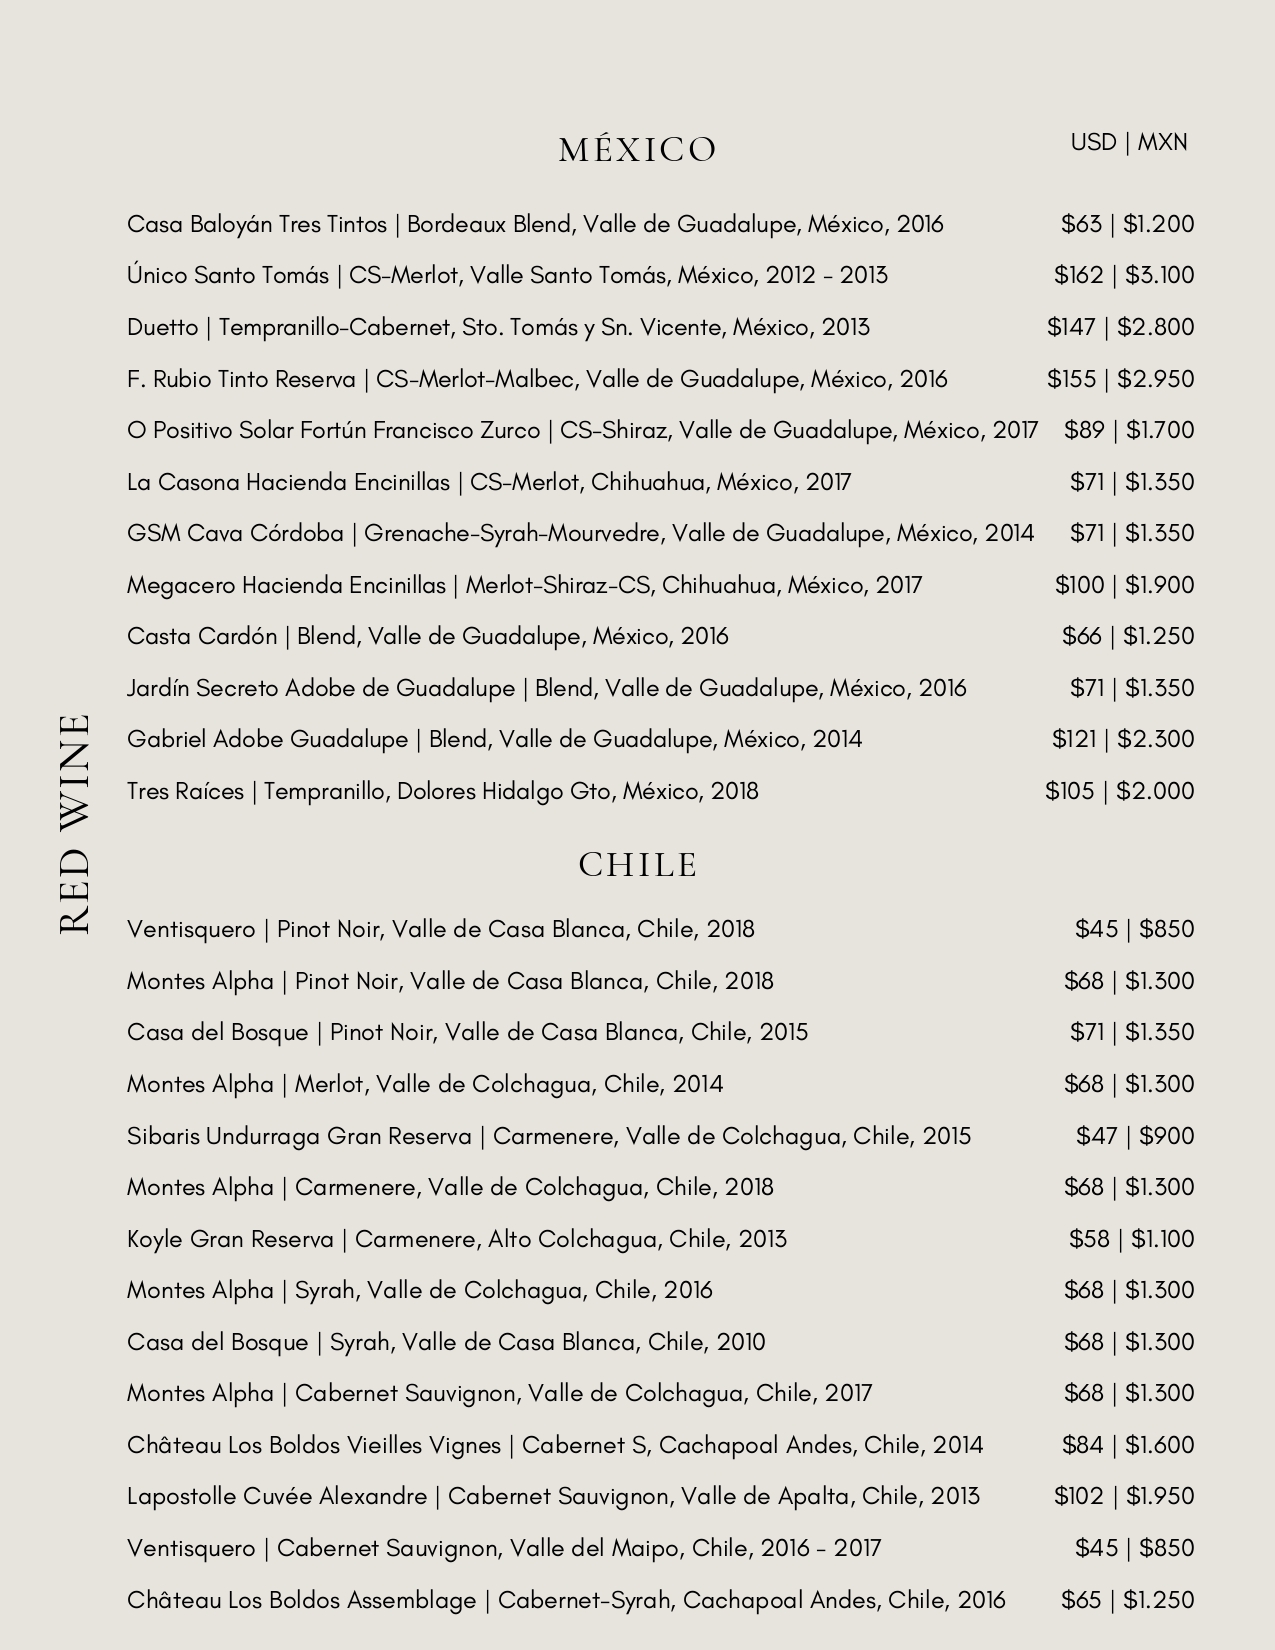 MÉXICO
USD | MXN
Casa Baloyán Tres Tintos | Bordeaux Blend, Valle de Guadalupe, México, 2016 $63 | $1.200
Único Santo Tomás | CS-Merlot, Valle Santo Tomás, México, 2012 - 2013 $162 | $3.100
Duetto | Tempranillo-Cabernet, Sto. Tomás y Sn. Vicente, México, 2013 $147 | $2.800
F. Rubio Tinto Reserva | CS-Merlot-Malbec, Valle de Guadalupe, México, 2016 $155 | $2.950
O Positivo Solar Fortún Francisco Zurco | CS-Shiraz, Valle de Guadalupe, México, 2017 $89 | $1.700
La Casona Hacienda Encinillas | CS-Merlot, Chihuahua, México, 2017 $71 | $1.350
GSM Cava Córdoba | Grenache-Syrah-Mourvedre, Valle de Guadalupe, México, 2014 $71 | $1.350
Megacero Hacienda Encinillas | Merlot-Shiraz-CS, Chihuahua, México, 2017 $100 | $1.900
Casta Cardón | Blend, Valle de Guadalupe, México, 2016 $66 | $1.250
Jardín Secreto Adobe de Guadalupe | Blend, Valle de Guadalupe, México, 2016 $71 | $1.350
Gabriel Adobe Guadalupe | Blend, Valle de Guadalupe, México, 2014 $121 | $2.300
Tres Raíces | Tempranillo, Dolores Hidalgo Gto, México, 2018 $105 | $2.000
RED WINE
CHILE
Ventisquero | Pinot Noir, Valle de Casa Blanca, Chile, 2018 $45 | $850
Montes Alpha | Pinot Noir, Valle de Casa Blanca, Chile, 2018 $68 | $1.300
Casa del Bosque | Pinot Noir, Valle de Casa Blanca, Chile, 2015 $71 | $1.350
Montes Alpha | Merlot, Valle de Colchagua, Chile, 2014 $68 | $1.300
Sibaris Undurraga Gran Reserva | Carmenere, Valle de Colchagua, Chile, 2015 $47 | $900
Montes Alpha | Carmenere, Valle de Colchagua, Chile, 2018 $68 | $1.300
Koyle Gran Reserva | Carmenere, Alto Colchagua, Chile, 2013 $58 | $1.100
Montes Alpha | Syrah, Valle de Colchagua, Chile, 2016 $68 | $1.300
Casa del Bosque | Syrah, Valle de Casa Blanca, Chile, 2010 $68 | $1.300
Montes Alpha | Cabernet Sauvignon, Valle de Colchagua, Chile, 2017 $68 | $1.300
Château Los Boldos Vieilles Vignes | Cabernet S, Cachapoal Andes, Chile, 2014 $84 | $1.600
Lapostolle Cuvée Alexandre | Cabernet Sauvignon, Valle de Apalta, Chile, 2013 $102 | $1.950
Ventisquero | Cabernet Sauvignon, Valle del Maipo, Chile, 2016 - 2017 $45 | $850
Château Los Boldos Assemblage | Cabernet-Syrah, Cachapoal Andes, Chile, 2016 $65 | $1.250